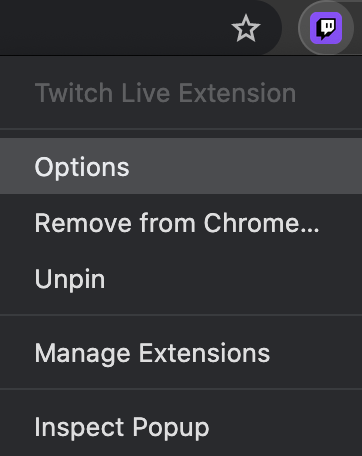 Twitch Live Extension
Options
Remove from Chrome...
Unpin
Manage Extensions
Inspect Popup